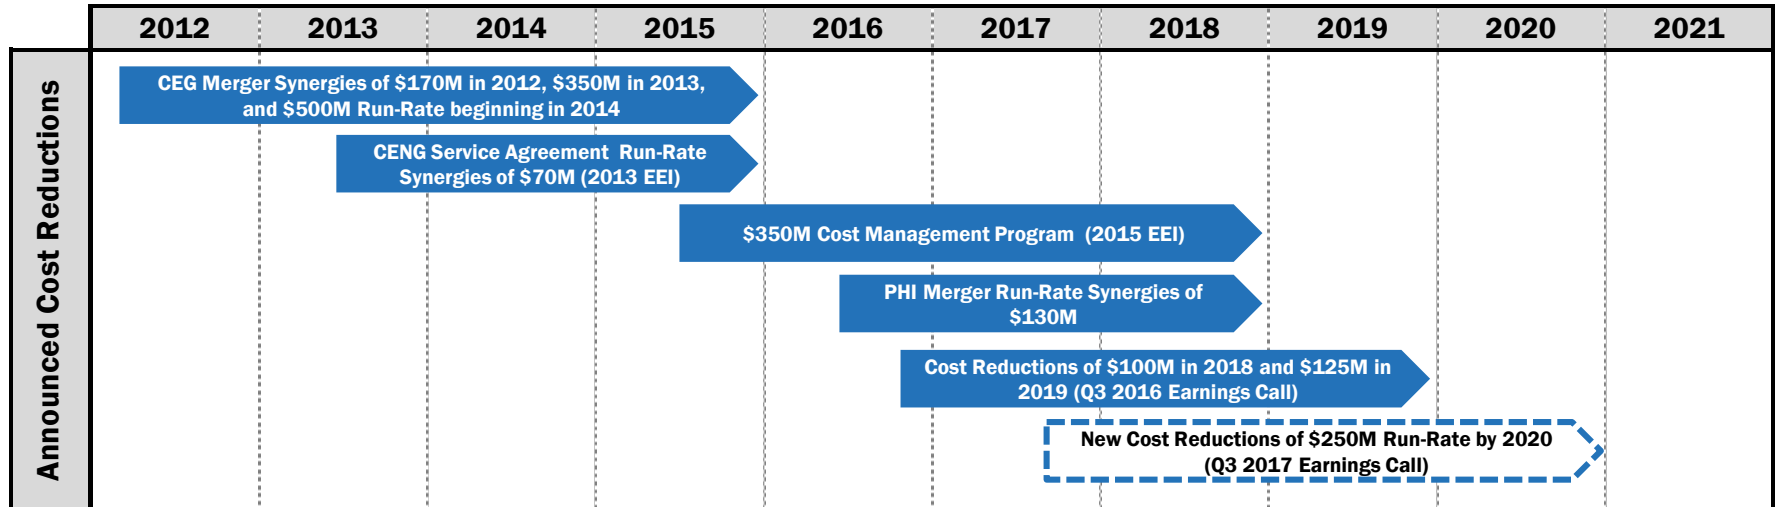 2012 2013 2014 2015 2016 2017 2018 2019 2020 2021
Announced Cost Reductions
CEG Merger Synergies of $170M in 2012, $350M in 2013,
and $500M Run-Rate beginning in 2014
CENG Service Agreement Run-Rate
Synergies of $70M (2013 EEI)
$350M Cost Management Program (2015 EEI)
PHI Merger Run-Rate Synergies of
$130M
Cost Reductions of $100M in 2018 and $125M in
2019 (Q3 2016 Earnings Call)
New Cost Reductions of $250M Run-Rate by 2020
(Q3 2017 Earnings Call)